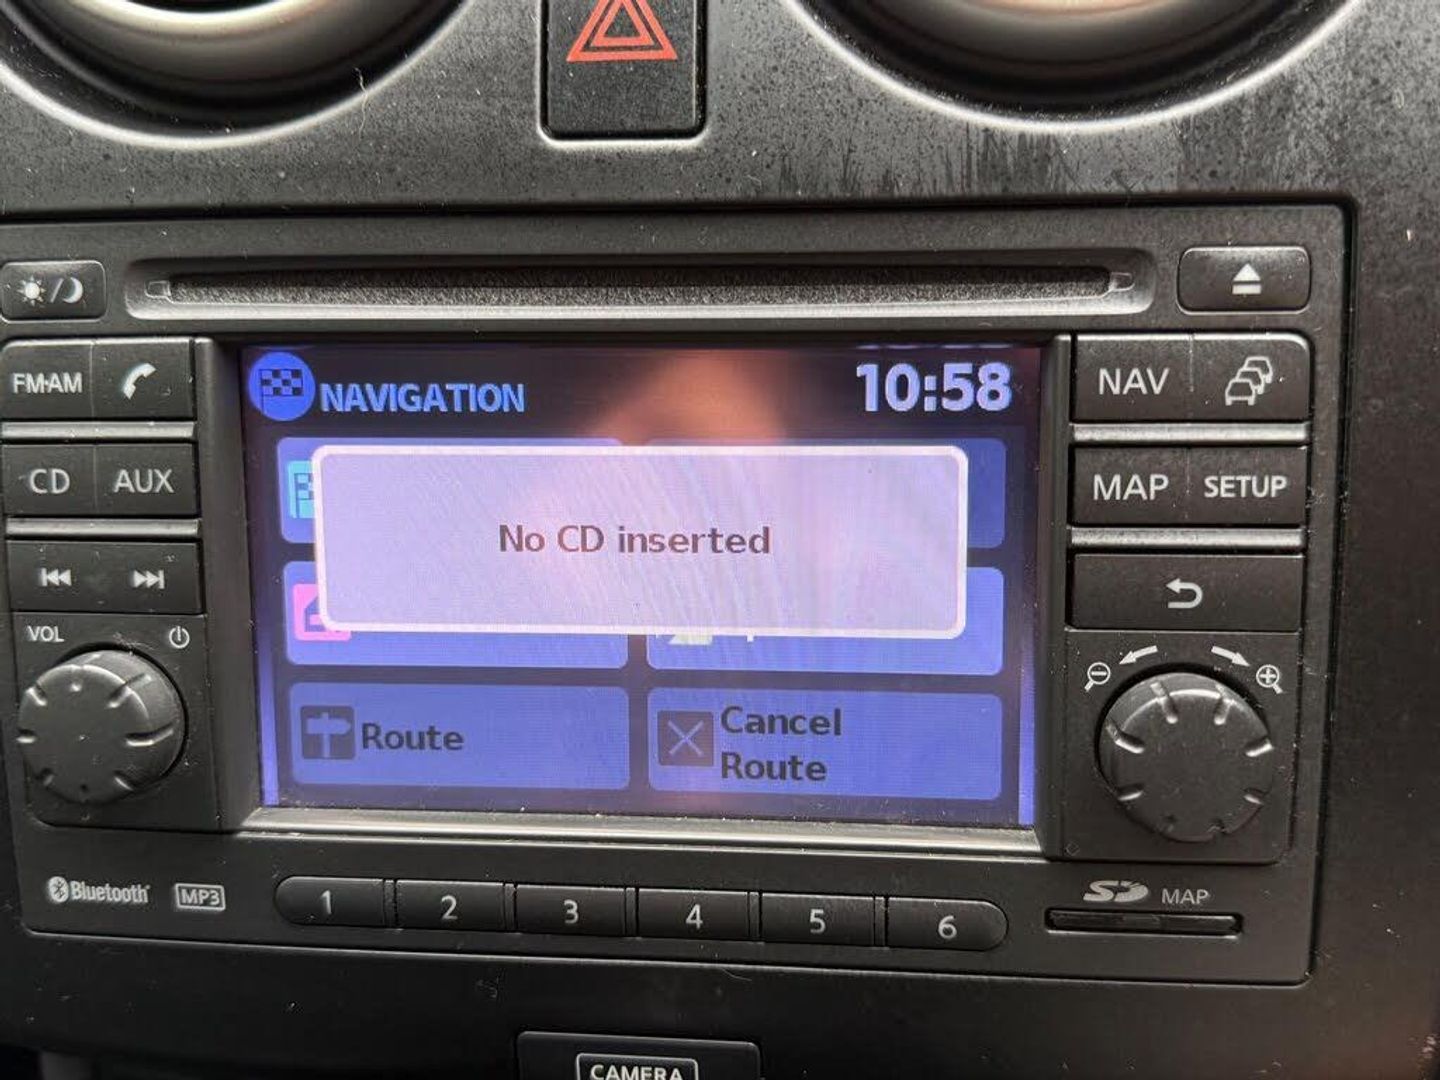 FM·AM
CD
AUX
VOL
NAVIGATION
10:58
No CD inserted
Route
Cancel
Route
NAV
MAP
SETUP
Bluetooth
MP3
1
2
3
4
5
6
SD
MAP
CAMERA